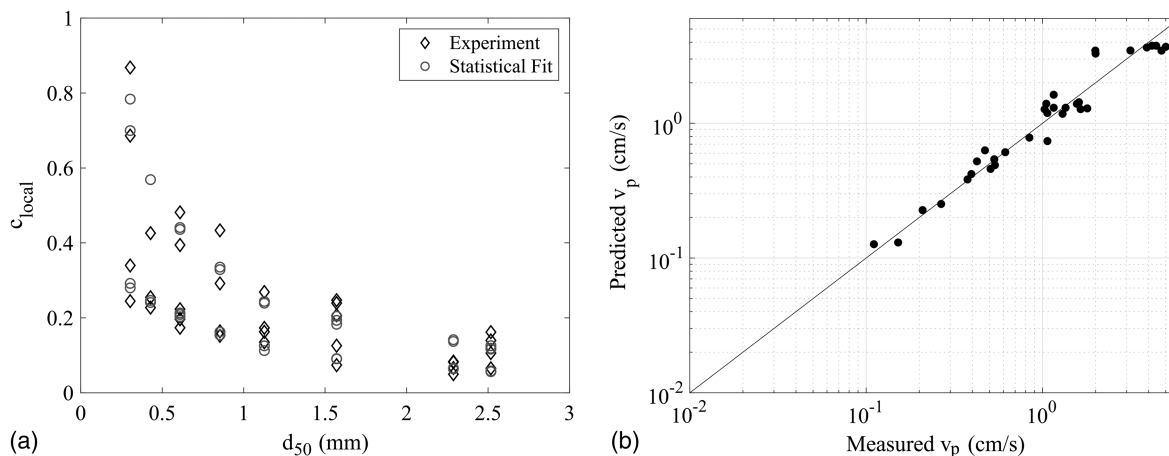 1
0.8
0.6
0.4
0.2
0
c_local
0 0.5 1 1.5 2 2.5 3
d_50 (mm)
Experiment
Statistical Fit
(a)
10^0
10^-1
10^-2
Predicted v_p (cm/s)
10^-2 10^-1 10^0
Measured v_p (cm/s)
(b)